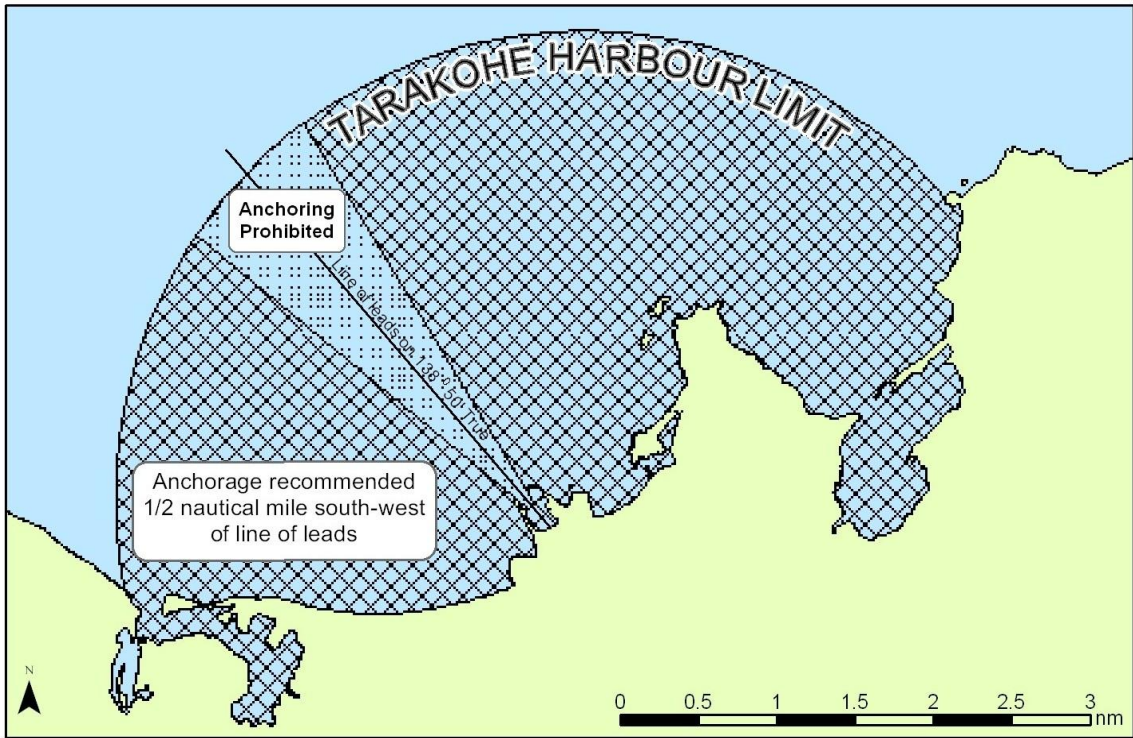 TARAKOHE HARBOUR LIMIT
Anchoring
Prohibited
Line of leads on 138° 50' True
Anchorage recommended
1/2 nautical mile south-west
of line of leads
N
0 0.5 1 1.5 2 2.5 3
nm